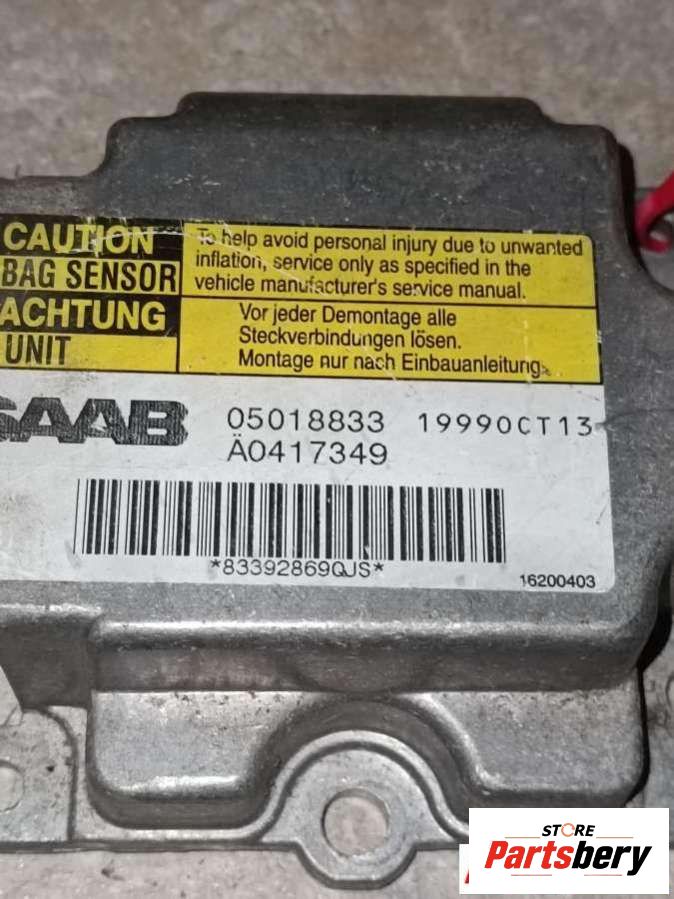 CAUTION
BAG SENSOR
ACHTUNG
UNIT
To help avoid personal injury due to unwanted
inflation, service only as specified in the
vehicle manufacturer's service manual.
Vor jeder Demontage alle
Steckverbindungen lösen.
Montage nur nach Einbauanleitung.
SAAB
05018833 19990CT13
Ä0417349
*83392869QJS*
16200403
STORE
Partsbery